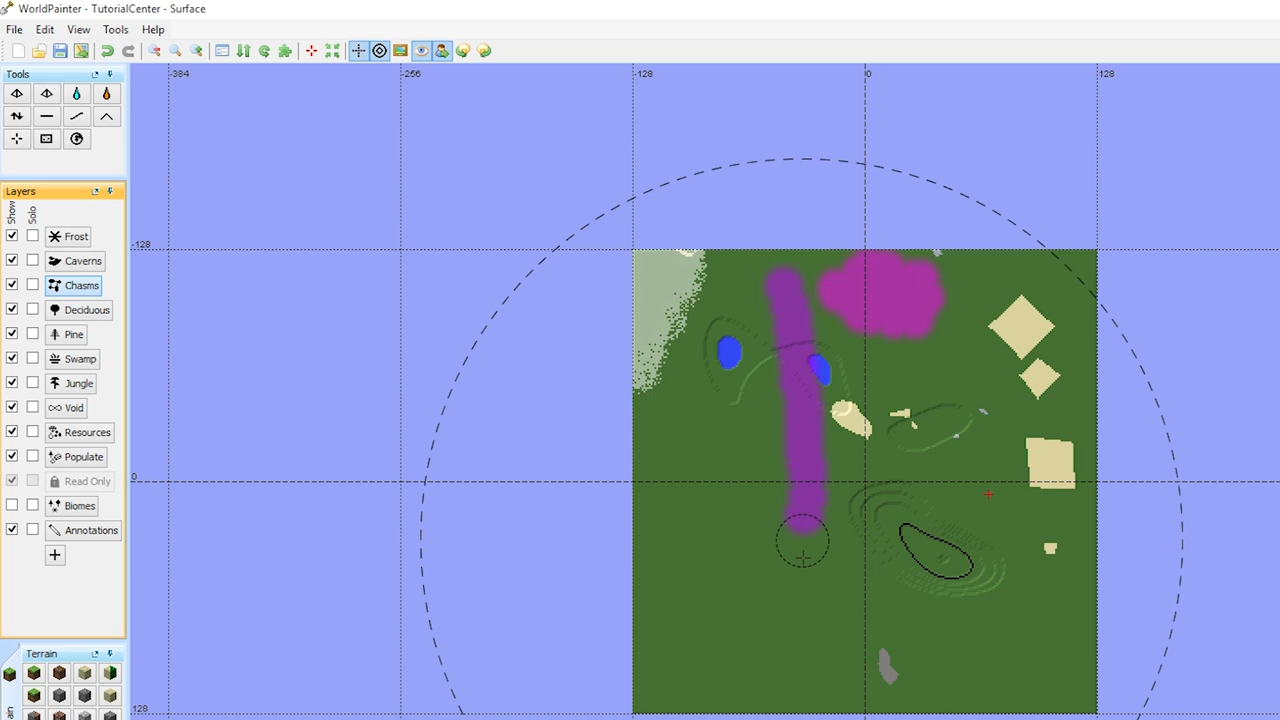 WorldPainter - TutorialCenter - Surface
File Edit View Tools Help
Tools
-384 -256 -128 0 128
Layers
Show Solo
Frost
-128
Caverns
Chasms
Deciduous
Pine
Swamp
Jungle
Void
Resources
Populate
Read Only
0
Biomes
Annotations
Terrain
128